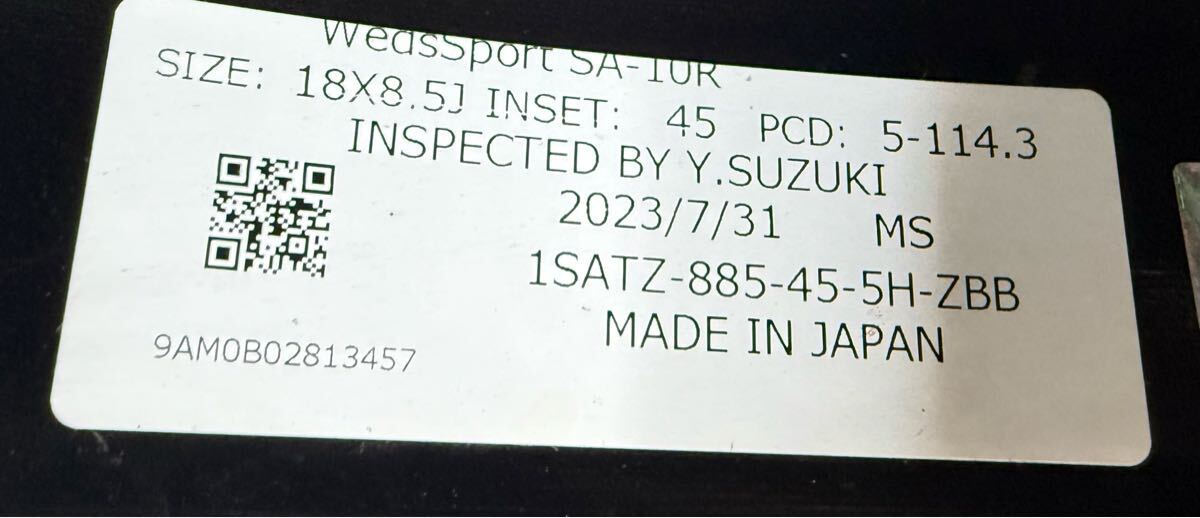 WedsSport SA-10R
SIZE: 18X8.5J INSET: 45 PCD: 5-114.3
INSPECTED BY Y.SUZUKI
2023/7/31 MS
1SATZ-885-45-5H-ZBB
MADE IN JAPAN
9AM0B02813457